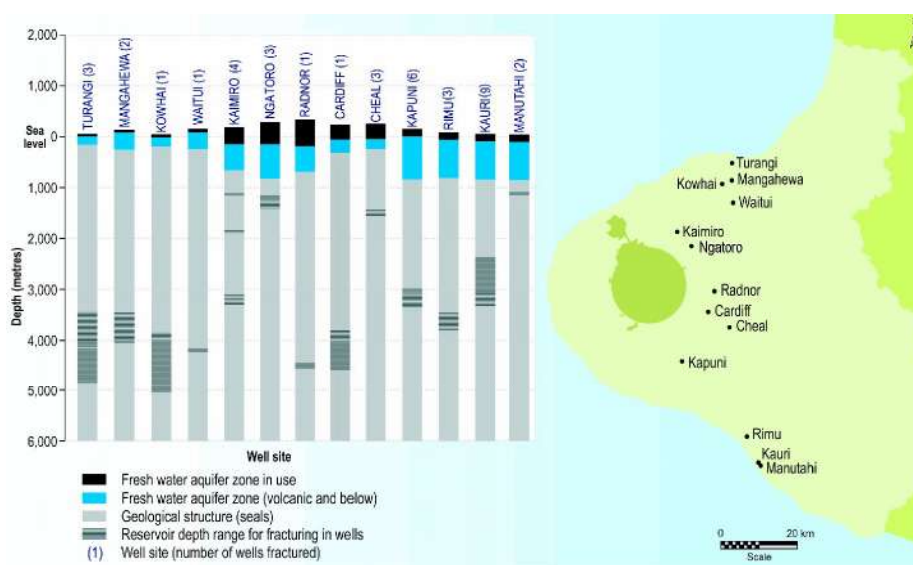 2,000
1,000
Sea level
0
1,000
2,000
3,000
4,000
5,000
6,000
Depth (metres)
TURANGI (3)
MANGAHEWA (2)
KOWHAI (1)
WAITUI (1)
KAIMIRO (4)
NGATORO (3)
RADNOR (1)
CARDIFF (1)
CHEAL (3)
KAPUNI (6)
RIMU(3)
KAURI(9)
MANUTAHI (2)
Well site
Fresh water aquifer zone in use
Fresh water aquifer zone (volcanic and below)
Geological structure (seals)
Reservoir depth range for fracturing in wells
(1) Well site (number of wells fractured)
Turangi
Mangahewa
Kowhai
Waitui
Kaimiro
Ngatoro
Radnor
Cardiff
Cheal
Kapuni
Rimu
Kauri
Manutahi
0 20 km
Scale